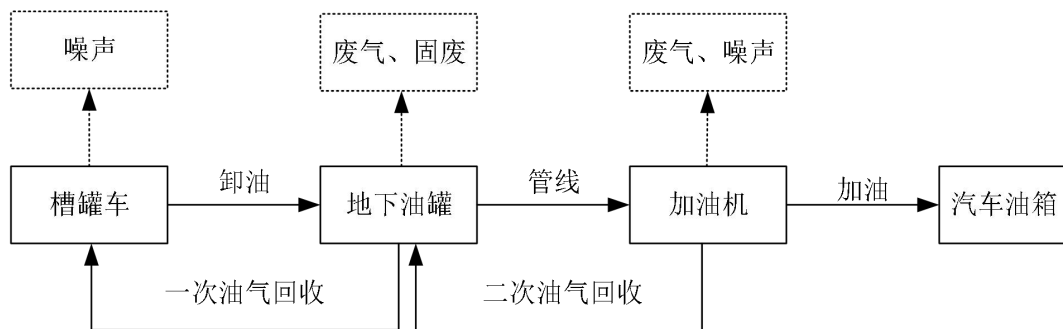 噪声
废气、固废
废气、噪声
槽罐车
卸油
地下油罐
管线
加油机
加油
汽车油箱
一次油气回收
二次油气回收